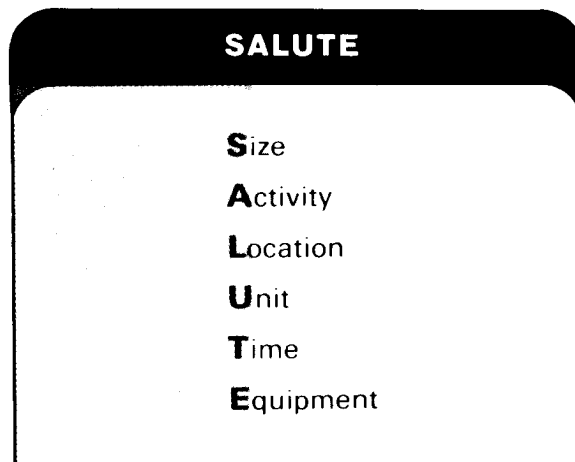 SALUTE
Size
Activity
Location
Unit
Time
Equipment